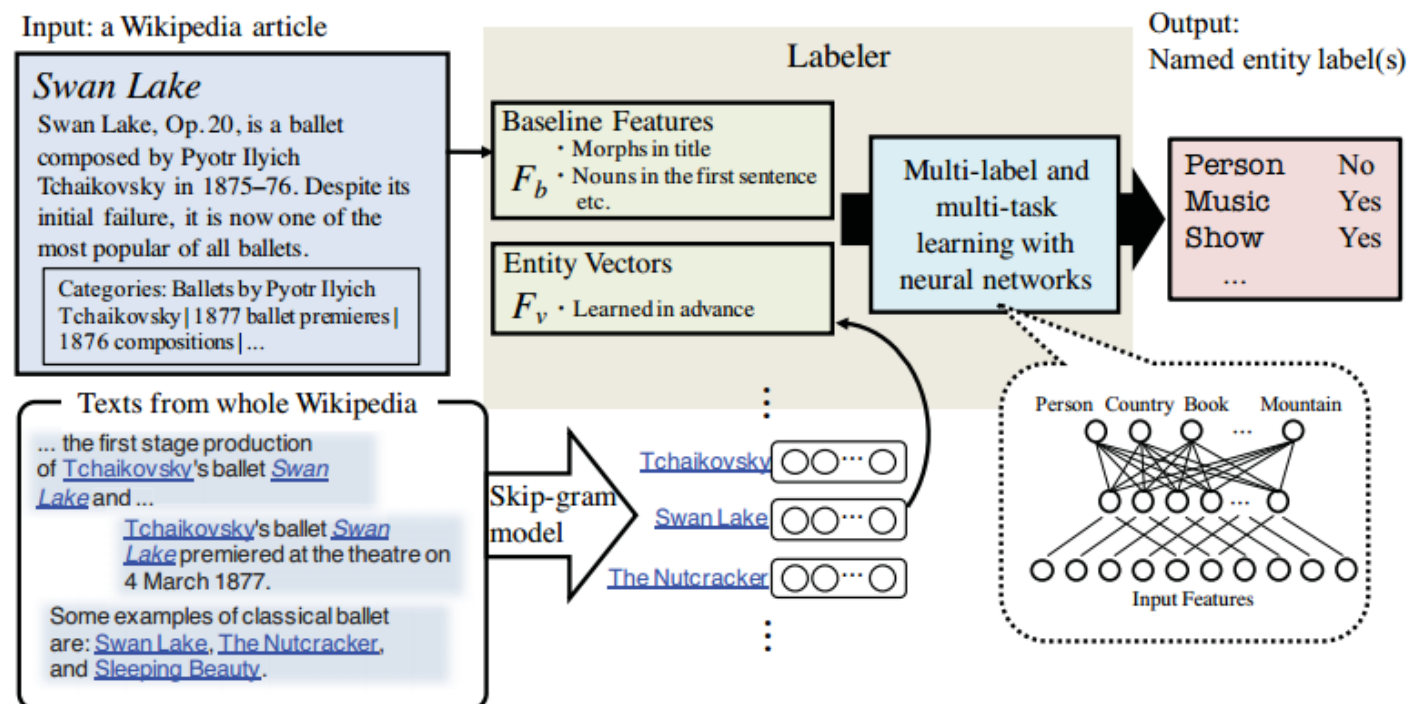 Input: a Wikipedia article
Swan Lake
Swan Lake, Op. 20, is a ballet
composed by Pyotr Ilyich
Tchaikovsky in 1875–76. Despite its
initial failure, it is now one of the
most popular of all ballets.
Categories: Ballets by Pyotr Ilyich
Tchaikovsky | 1877 ballet premieres |
1876 compositions | ...
Labeler
Baseline Features
F_b
・Morphs in title
・Nouns in the first sentence
etc.
Entity Vectors
F_v ・Learned in advance
Multi-label and
multi-task
learning with
neural networks
Output:
Named entity label(s)
Person No
Music Yes
Show Yes
...
Texts from whole Wikipedia
... the first stage production
of Tchaikovsky's ballet Swan
Lake and ...
Tchaikovsky's ballet Swan
Lake premiered at the theatre on
4 March 1877.
Some examples of classical ballet
are: Swan Lake, The Nutcracker,
and Sleeping Beauty.
Skip-gram
model
⋮
Tchaikovsky ...
Swan Lake ...
The Nutcracker ...
⋮
Person Country Book ... Mountain
...
Input Features